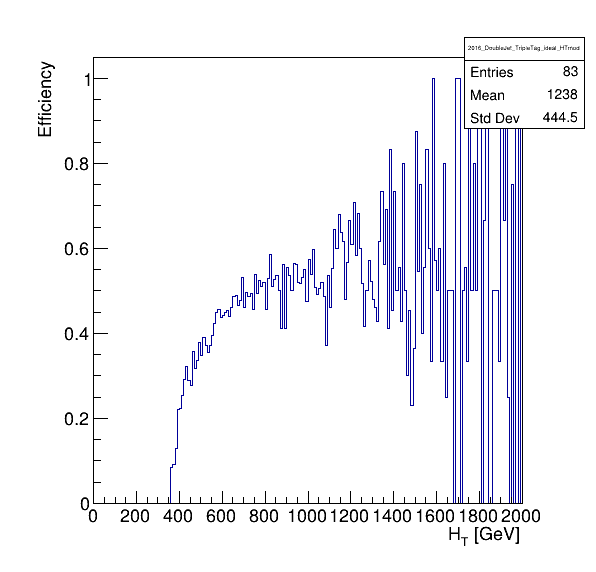 2016_DoubleJet_TripleTag_ideal_HTmod
Entries 83
Mean 1238
Std Dev 444.5
Efficiency
1
0.8
0.6
0.4
0.2
0
0 200 400 600 800 1000 1200 1400 1600 1800 2000
H_T [GeV]